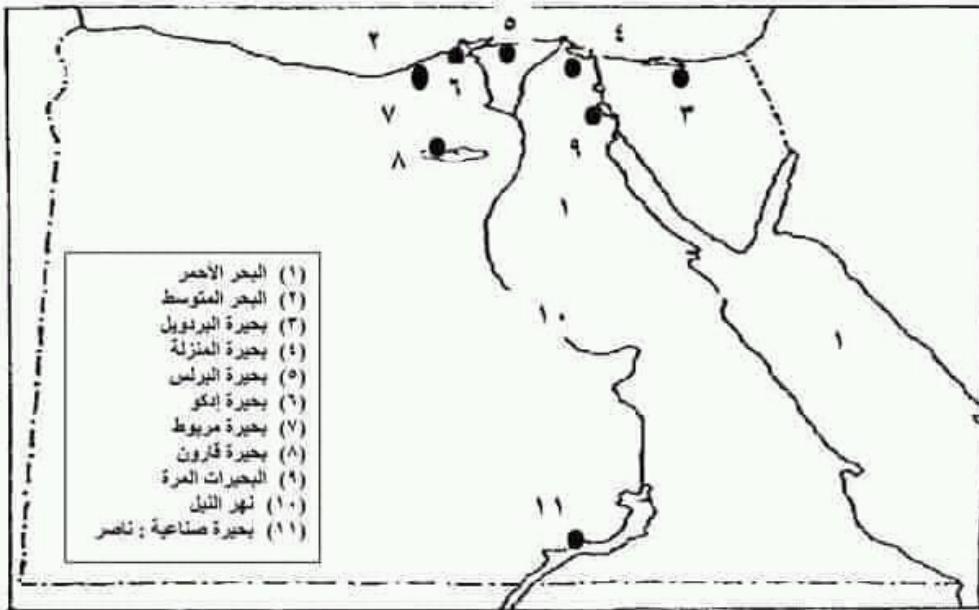 ٥
٤
٢
٦
٧
٣
٩
٨
١
١٠
١
١١
(١) البحر الأحمر
(٢) البحر المتوسط
(٣) بحيرة البردويل
(٤) بحيرة المنزلة
(٥) بحيرة البرلس
(٦) بحيرة إدكو
(٧) بحيرة مريوط
(٨) بحيرة قارون
(٩) البحيرات المرة
(١٠) نهر النيل
(١١) بحيرة صناعية : ناصر